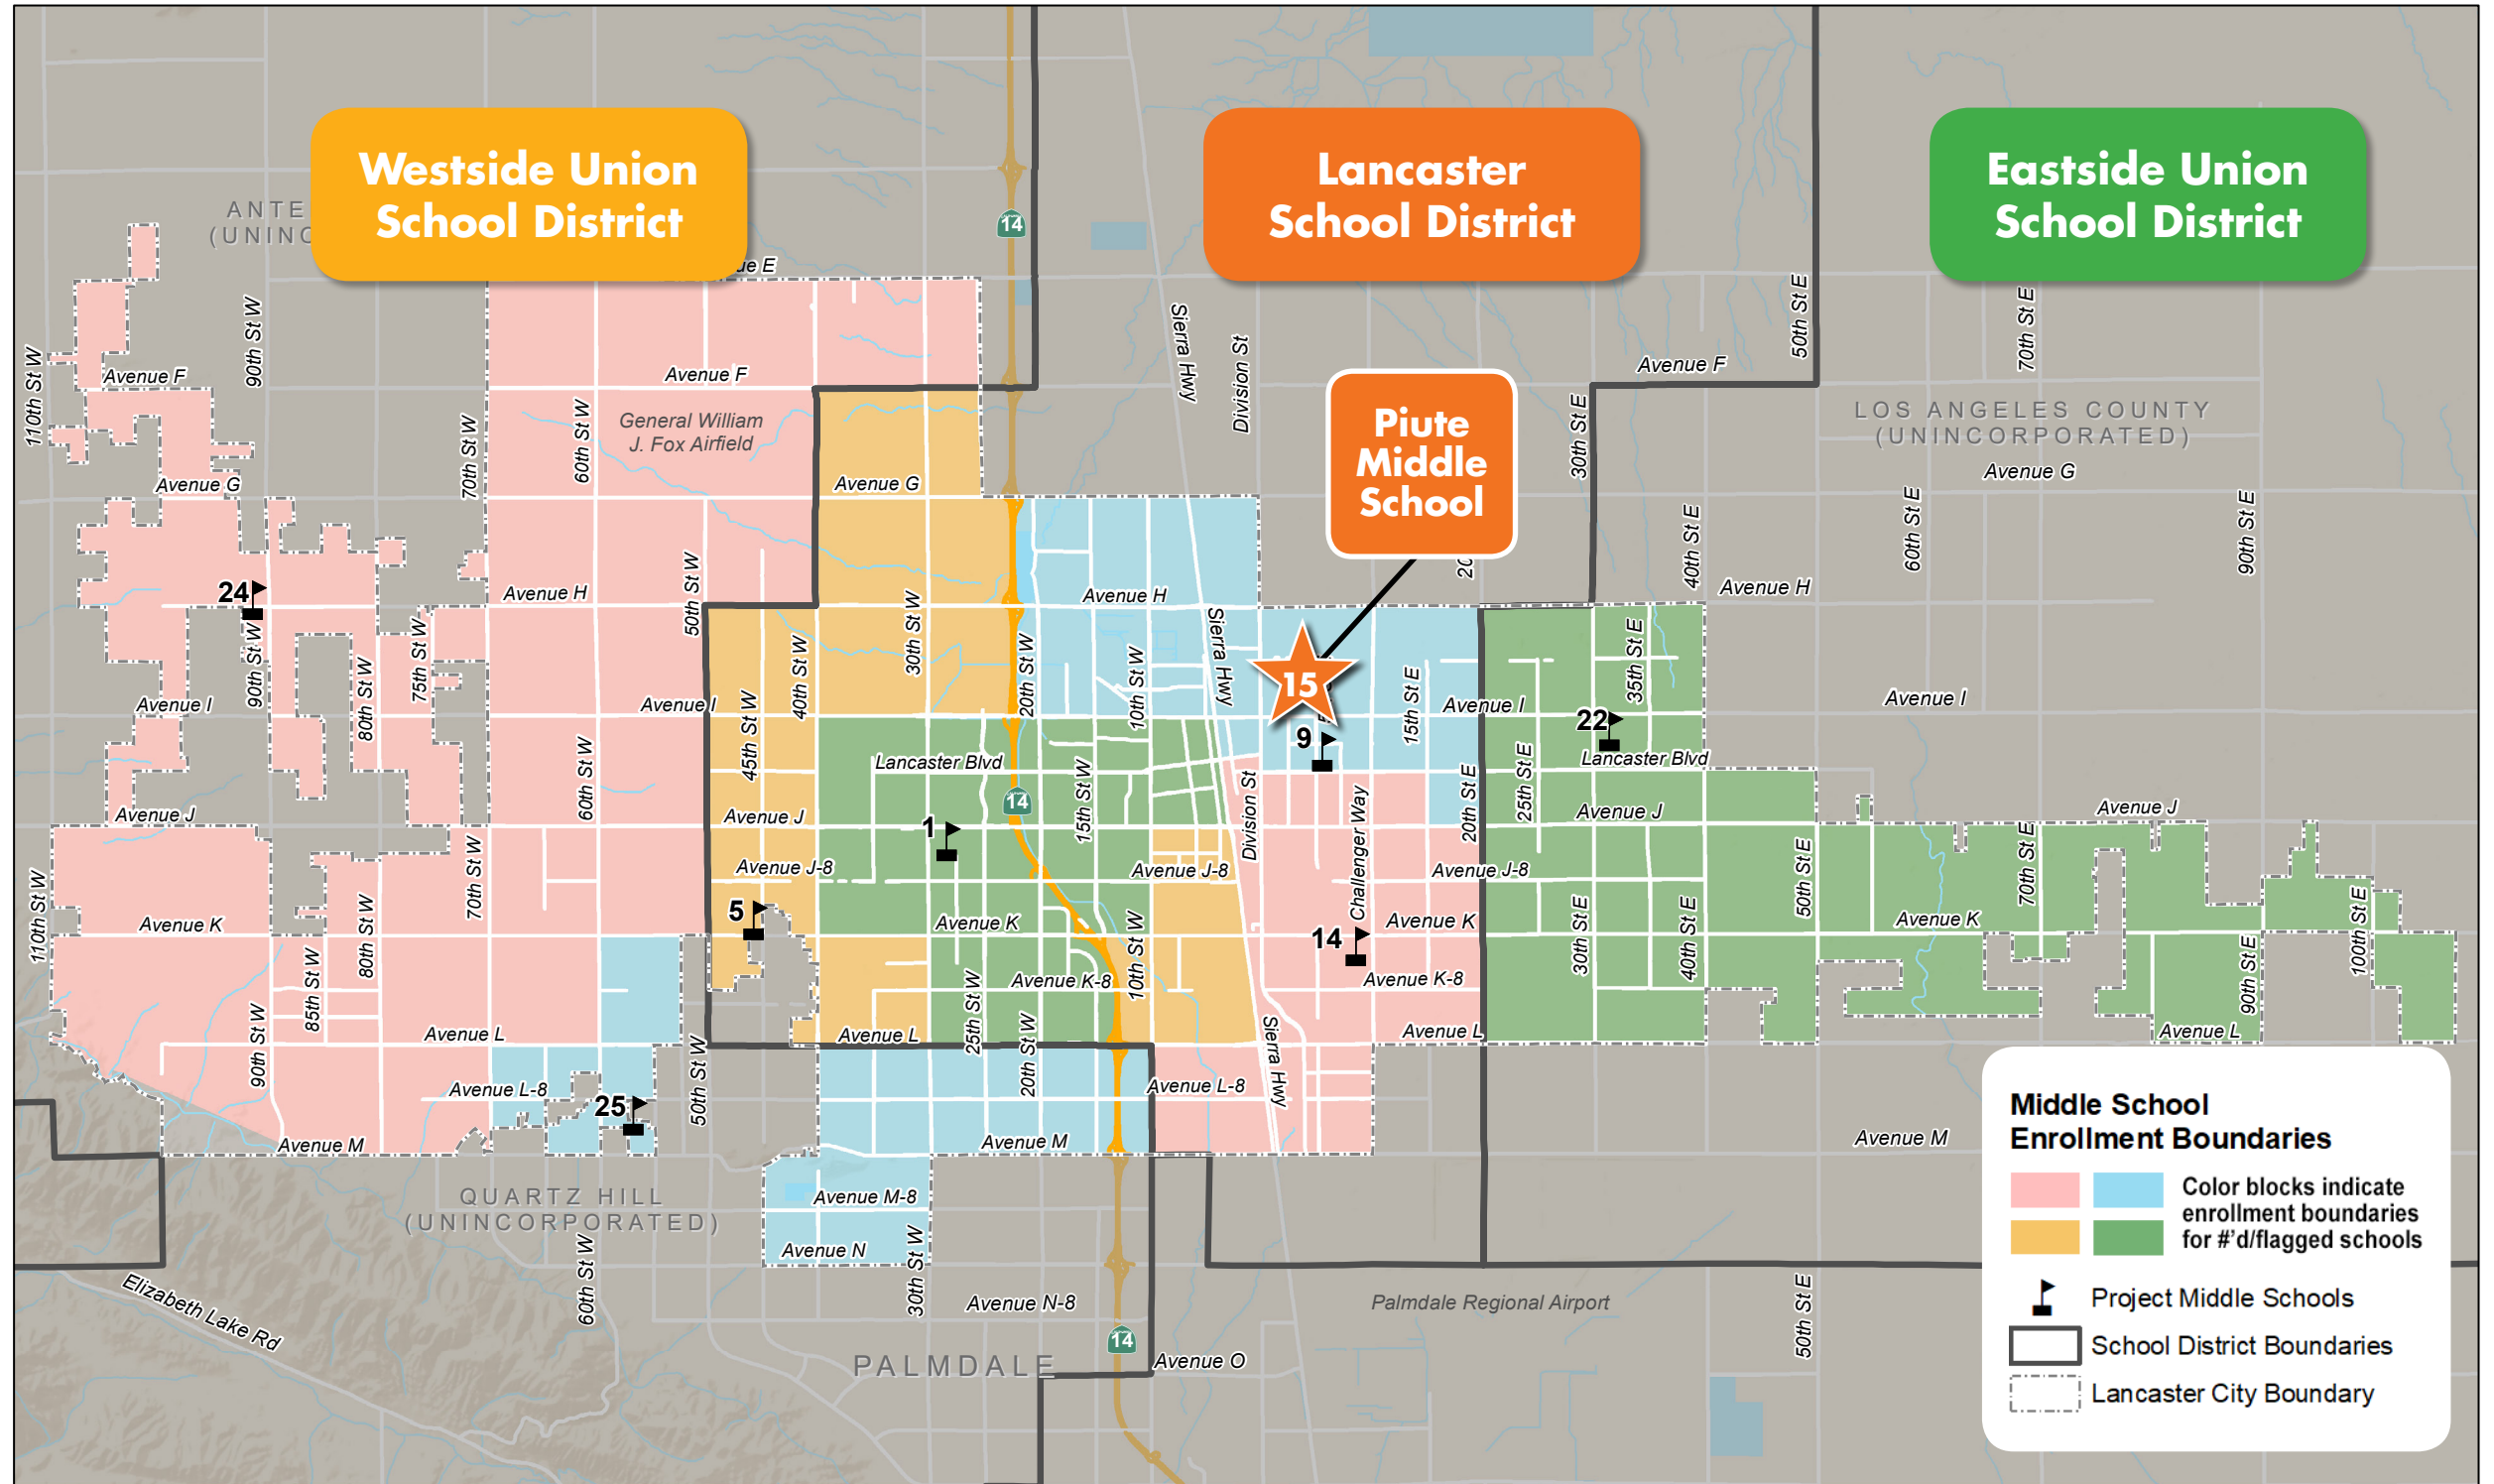 Westside Union
School District
Lancaster
School District
Eastside Union
School District
ANTE
(UNINC
ue E
14
Sierra Hwy
Division St
50th St E
70th St E
110th St W
90th St W
Avenue F
Avenue F
Avenue F
Piute
Middle
School
LOS ANGELES COUNTY
(UNINCORPORATED)
General William
J. Fox Airfield
70th St W
60th St W
30th St E
Avenue G
Avenue G
Avenue G
40th St E
60th St E
90th St E
50th St W
24
Avenue H
Avenue H
Avenue H
30th St W
20th St W
Sierra Hwy
90th St W
75th St W
80th St W
40th St W
10th St W
15
15th St E
35th St E
Avenue I
Avenue I
Avenue I
Avenue I
45th St W
22
9
60th St W
Lancaster Blvd
Lancaster Blvd
25th St E
20th St E
15th St W
Division St
Challenger Way
14
Avenue J
Avenue J
Avenue J
Avenue J
1
70th St W
50th St E
70th St E
Avenue J-8
Avenue J-8
Avenue J-8
110th St W
80th St W
5
Avenue K
Avenue K
Avenue K
Avenue K
30th St E
40th St E
100th St E
14
10th St W
85th St W
90th St E
Avenue K-8
Avenue K-8
25th St W
20th St W
90th St W
Avenue L
Avenue L
Avenue L
Avenue L
50th St W
Sierra Hwy
Avenue L-8
Avenue L-8
25
Avenue M
Avenue M
Avenue M
QUARTZ HILL
(UNINCORPORATED)
Avenue M-8
Avenue N
60th St W
30th St W
Avenue N-8
Elizabeth Lake Rd
Palmdale Regional Airport
50th St E
14
PALMDALE
Avenue O
Middle School
Enrollment Boundaries
Color blocks indicate
enrollment boundaries
for #'d/flagged schools
Project Middle Schools
School District Boundaries
Lancaster City Boundary